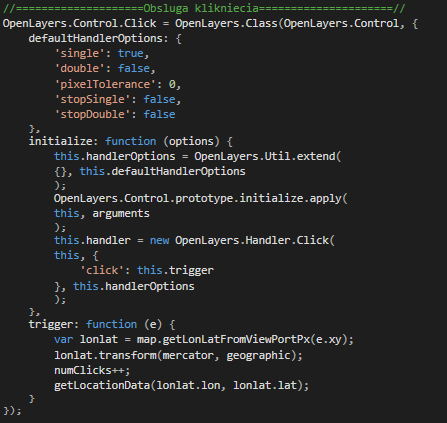 //====================Obsluga klikniecia=====================//
OpenLayers.Control.Click = OpenLayers.Class(OpenLayers.Control, {
    defaultHandlerOptions: {
        'single': true,
        'double': false,
        'pixelTolerance': 0,
        'stopSingle': false,
        'stopDouble': false
    },
    initialize: function (options) {
        this.handlerOptions = OpenLayers.Util.extend(
        {}, this.defaultHandlerOptions
        );
        OpenLayers.Control.prototype.initialize.apply(
        this, arguments
        );
        this.handler = new OpenLayers.Handler.Click(
        this, {
            'click': this.trigger
        }, this.handlerOptions
        );
    },
    trigger: function (e) {
        var lonlat = map.getLonLatFromViewPortPx(e.xy);
        lonlat.transform(mercator, geographic);
        numClicks++;
        getLocationData(lonlat.lon, lonlat.lat);
    }
});